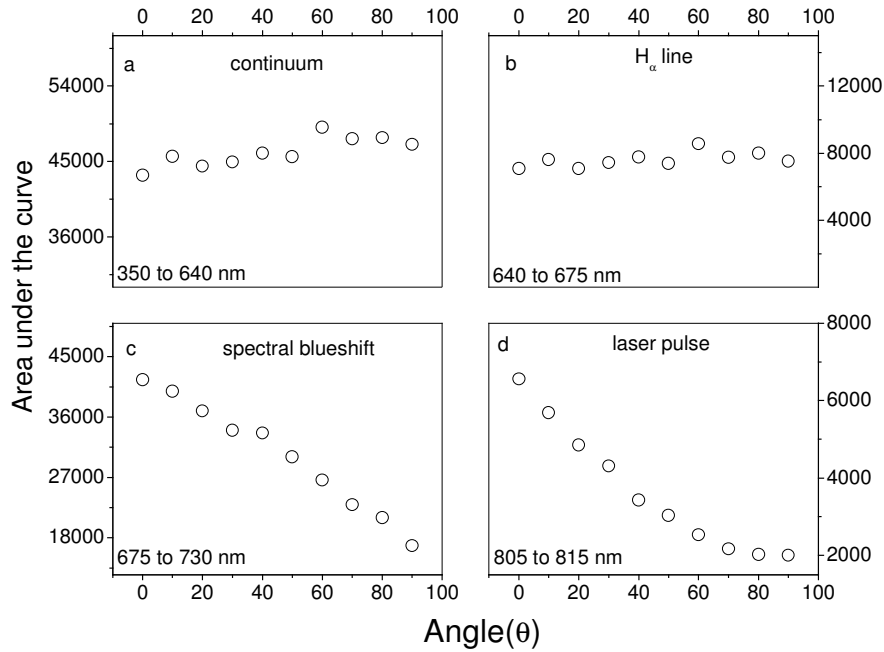 0 20 40 60 80 100 0 20 40 60 80 100
a continuum
b Hα line
54000
45000
36000
12000
8000
4000
350 to 640 nm
640 to 675 nm
Area under the curve
c spectral blueshift
d laser pulse
45000
36000
27000
18000
8000
6000
4000
2000
675 to 730 nm
805 to 815 nm
0 20 40 60 80 100 0 20 40 60 80 100
Angle(θ)